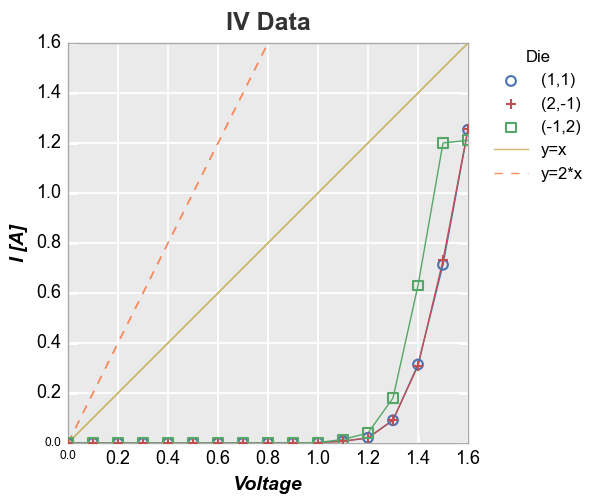 IV Data
1.6
1.4
1.2
1.0
0.8
0.6
0.4
0.2
0.0
I [A]
0.0 0.2 0.4 0.6 0.8 1.0 1.2 1.4 1.6
Voltage
Die
(1,1)
(2,-1)
(-1,2)
y=x
y=2*x